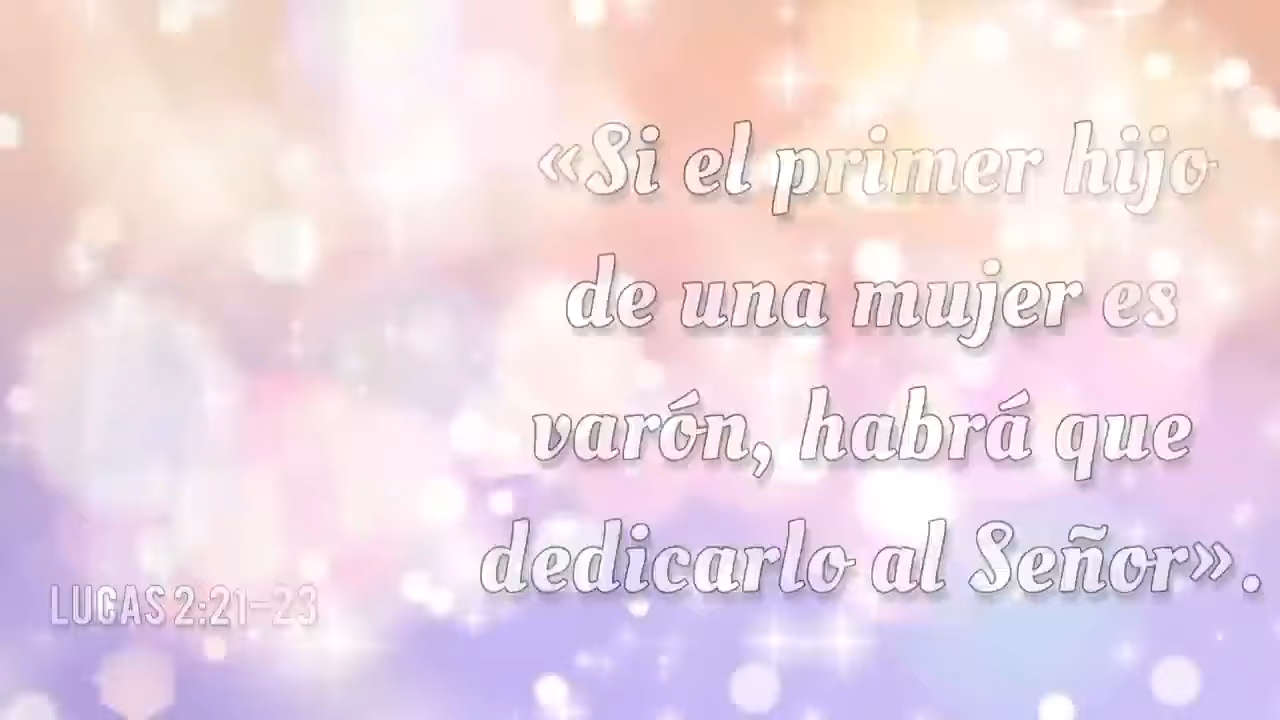 «Si el primer hijo
de una mujer es
varón, habrá que
dedicarlo al Señor».
LUCAS 2:21-23